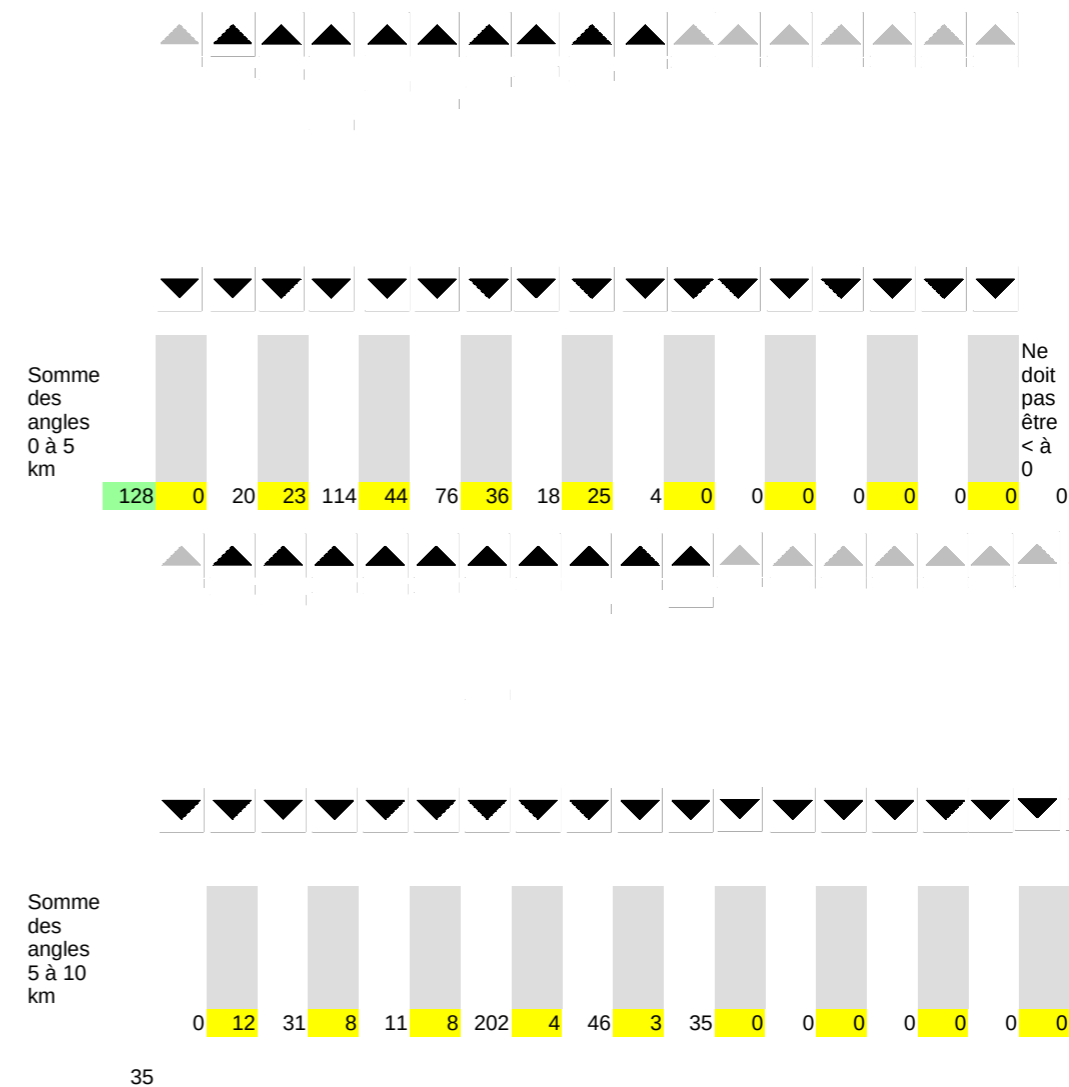 Somme
des
angles
0 à 5
km
Ne
doit
pas
être
< à
0
128 0 20 23 114 44 76 36 18 25 4 0 0 0 0 0 0 0 0
Somme
des
angles
5 à 10
km
0 12 31 8 11 8 202 4 46 3 35 0 0 0 0 0 0 0
35